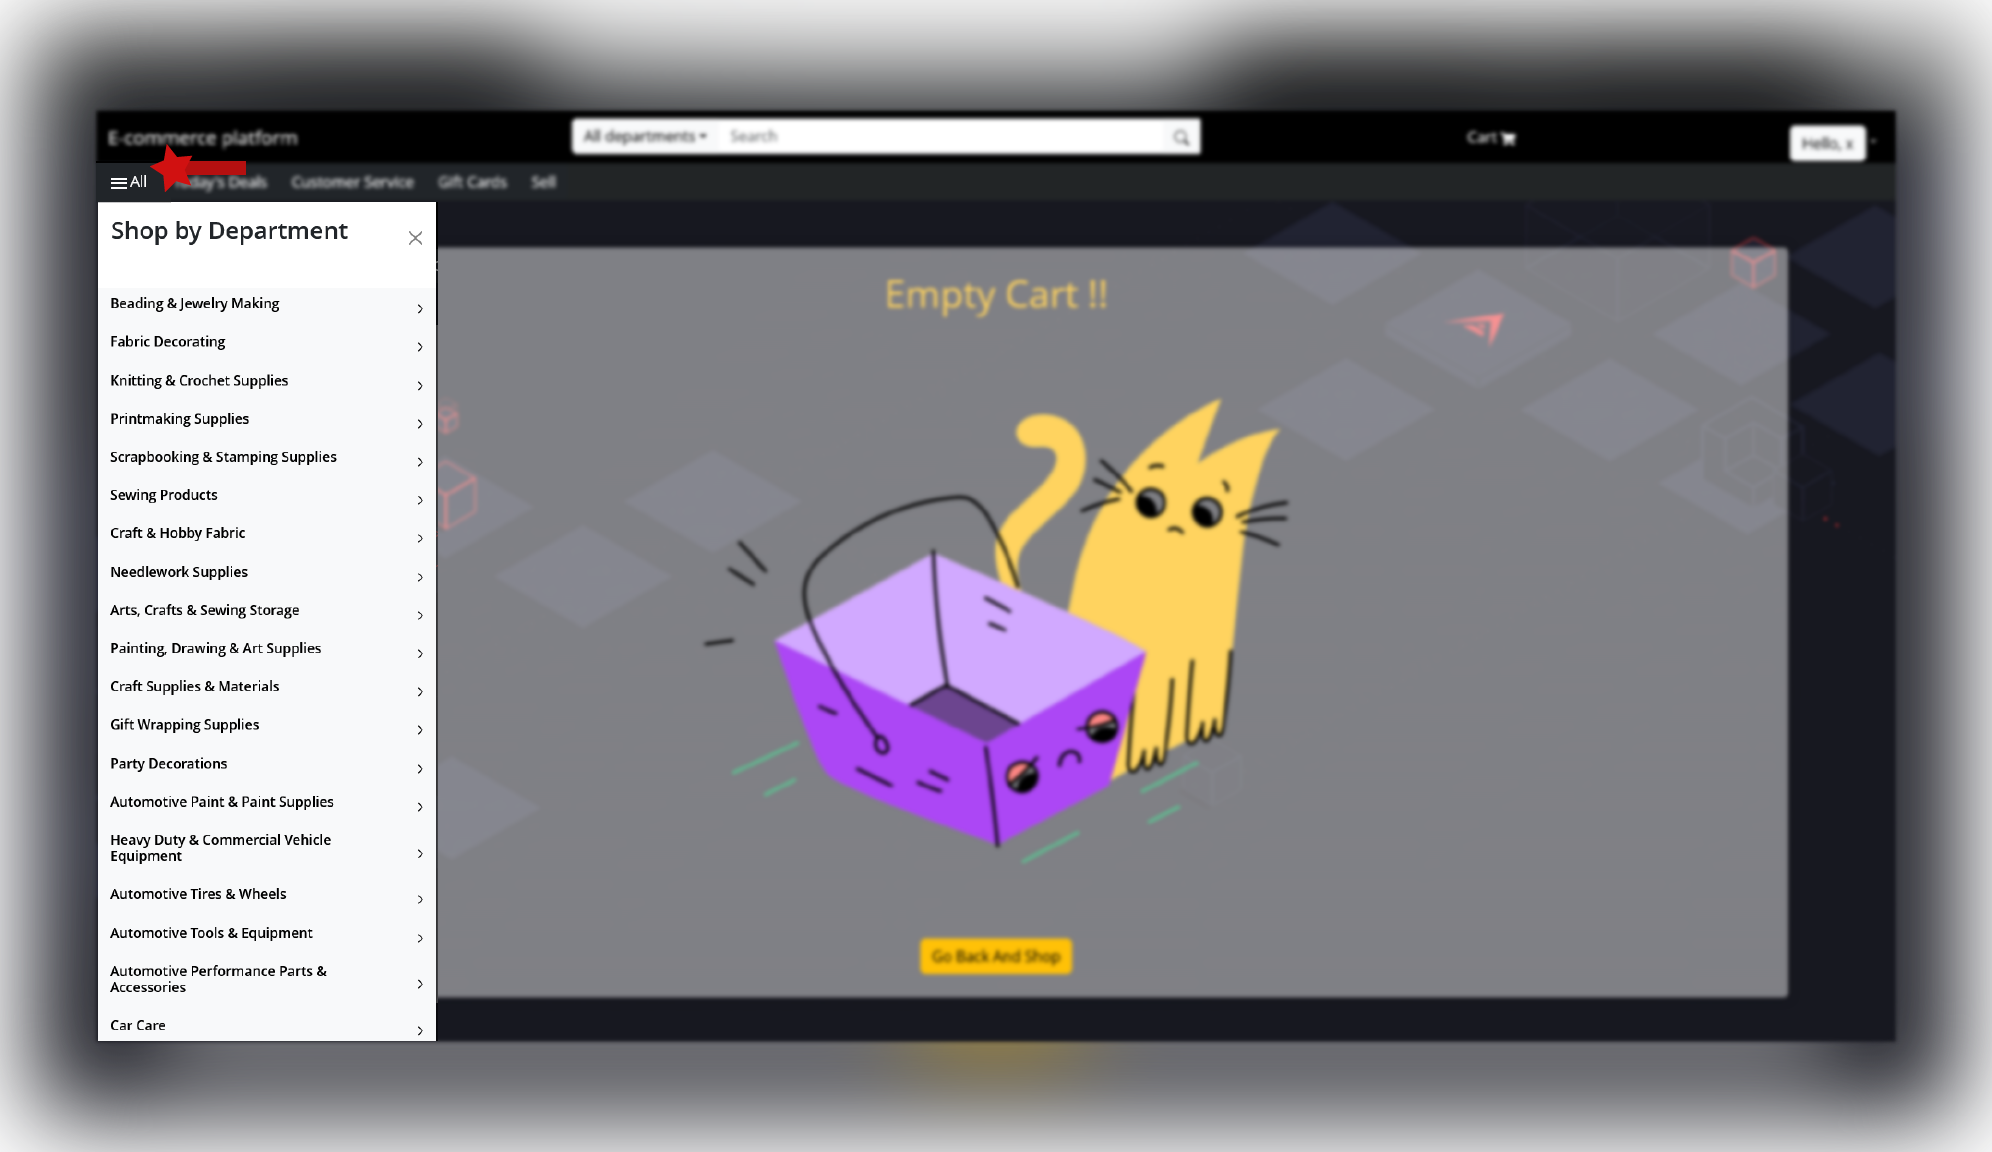 E-commerce platform
All departments
Search
Cart
Hello, x
All
Today's Deals
Customer Service
Gift Cards
Sell
Shop by Department
Beading & Jewelry Making
Fabric Decorating
Knitting & Crochet Supplies
Printmaking Supplies
Scrapbooking & Stamping Supplies
Sewing Products
Craft & Hobby Fabric
Needlework Supplies
Arts, Crafts & Sewing Storage
Painting, Drawing & Art Supplies
Craft Supplies & Materials
Gift Wrapping Supplies
Party Decorations
Automotive Paint & Paint Supplies
Heavy Duty & Commercial Vehicle
Equipment
Automotive Tires & Wheels
Automotive Tools & Equipment
Automotive Performance Parts &
Accessories
Car Care
Empty Cart !!
Go Back And Shop